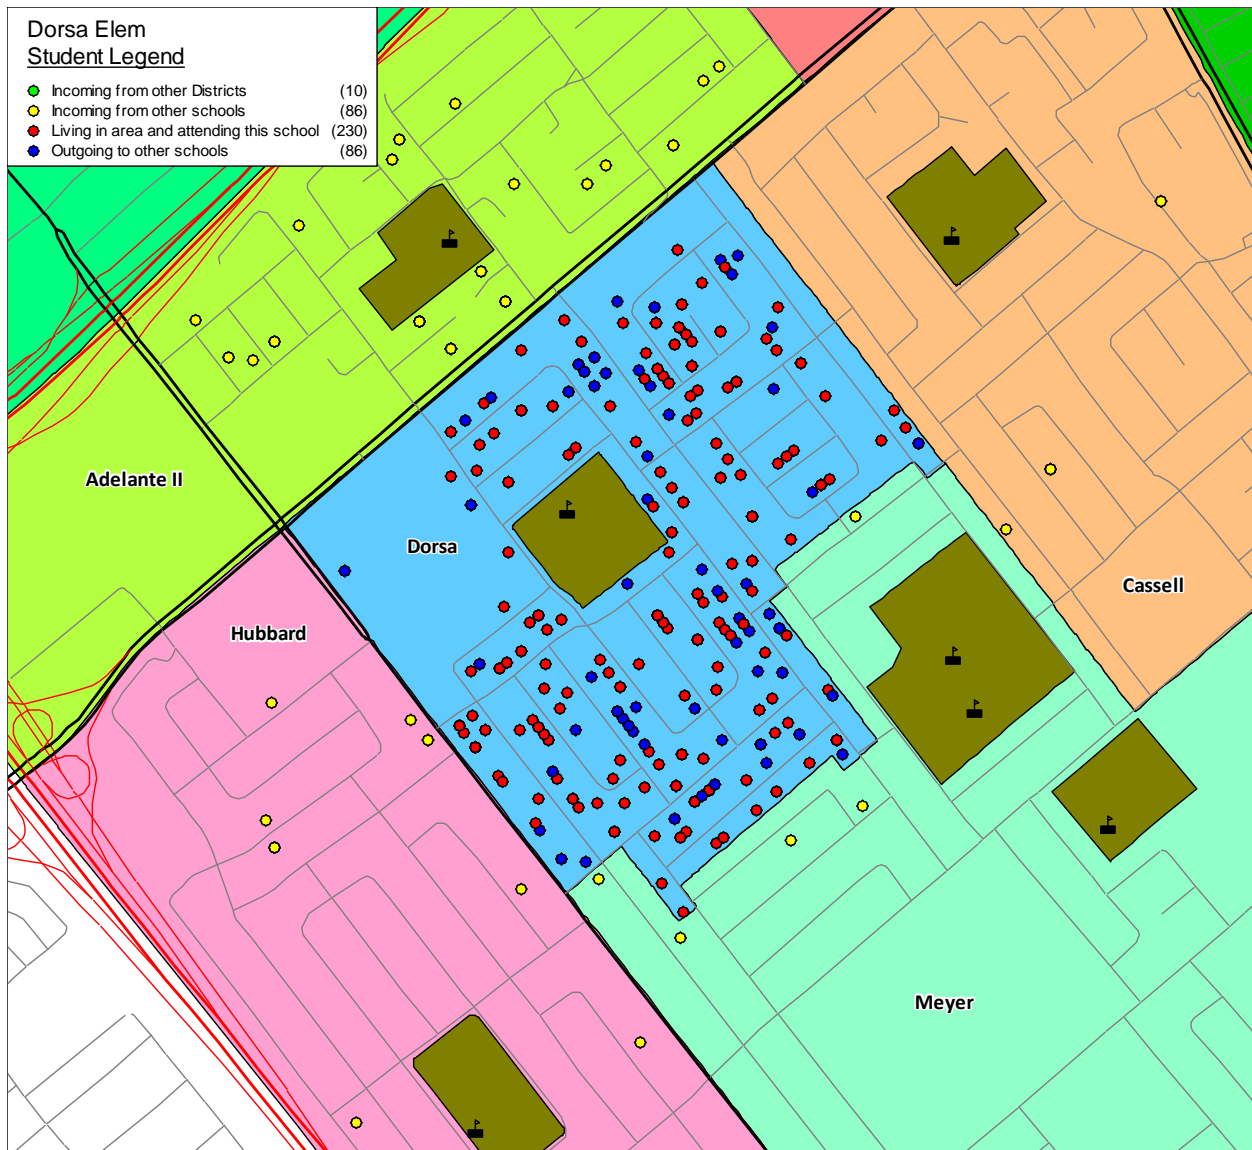 Dorsa Elem
Student Legend
Incoming from other Districts (10)
Incoming from other schools (86)
Living in area and attending this school (230)
Outgoing to other schools (86)
Adelante II
Dorsa
Hubbard
Cassell
Meyer